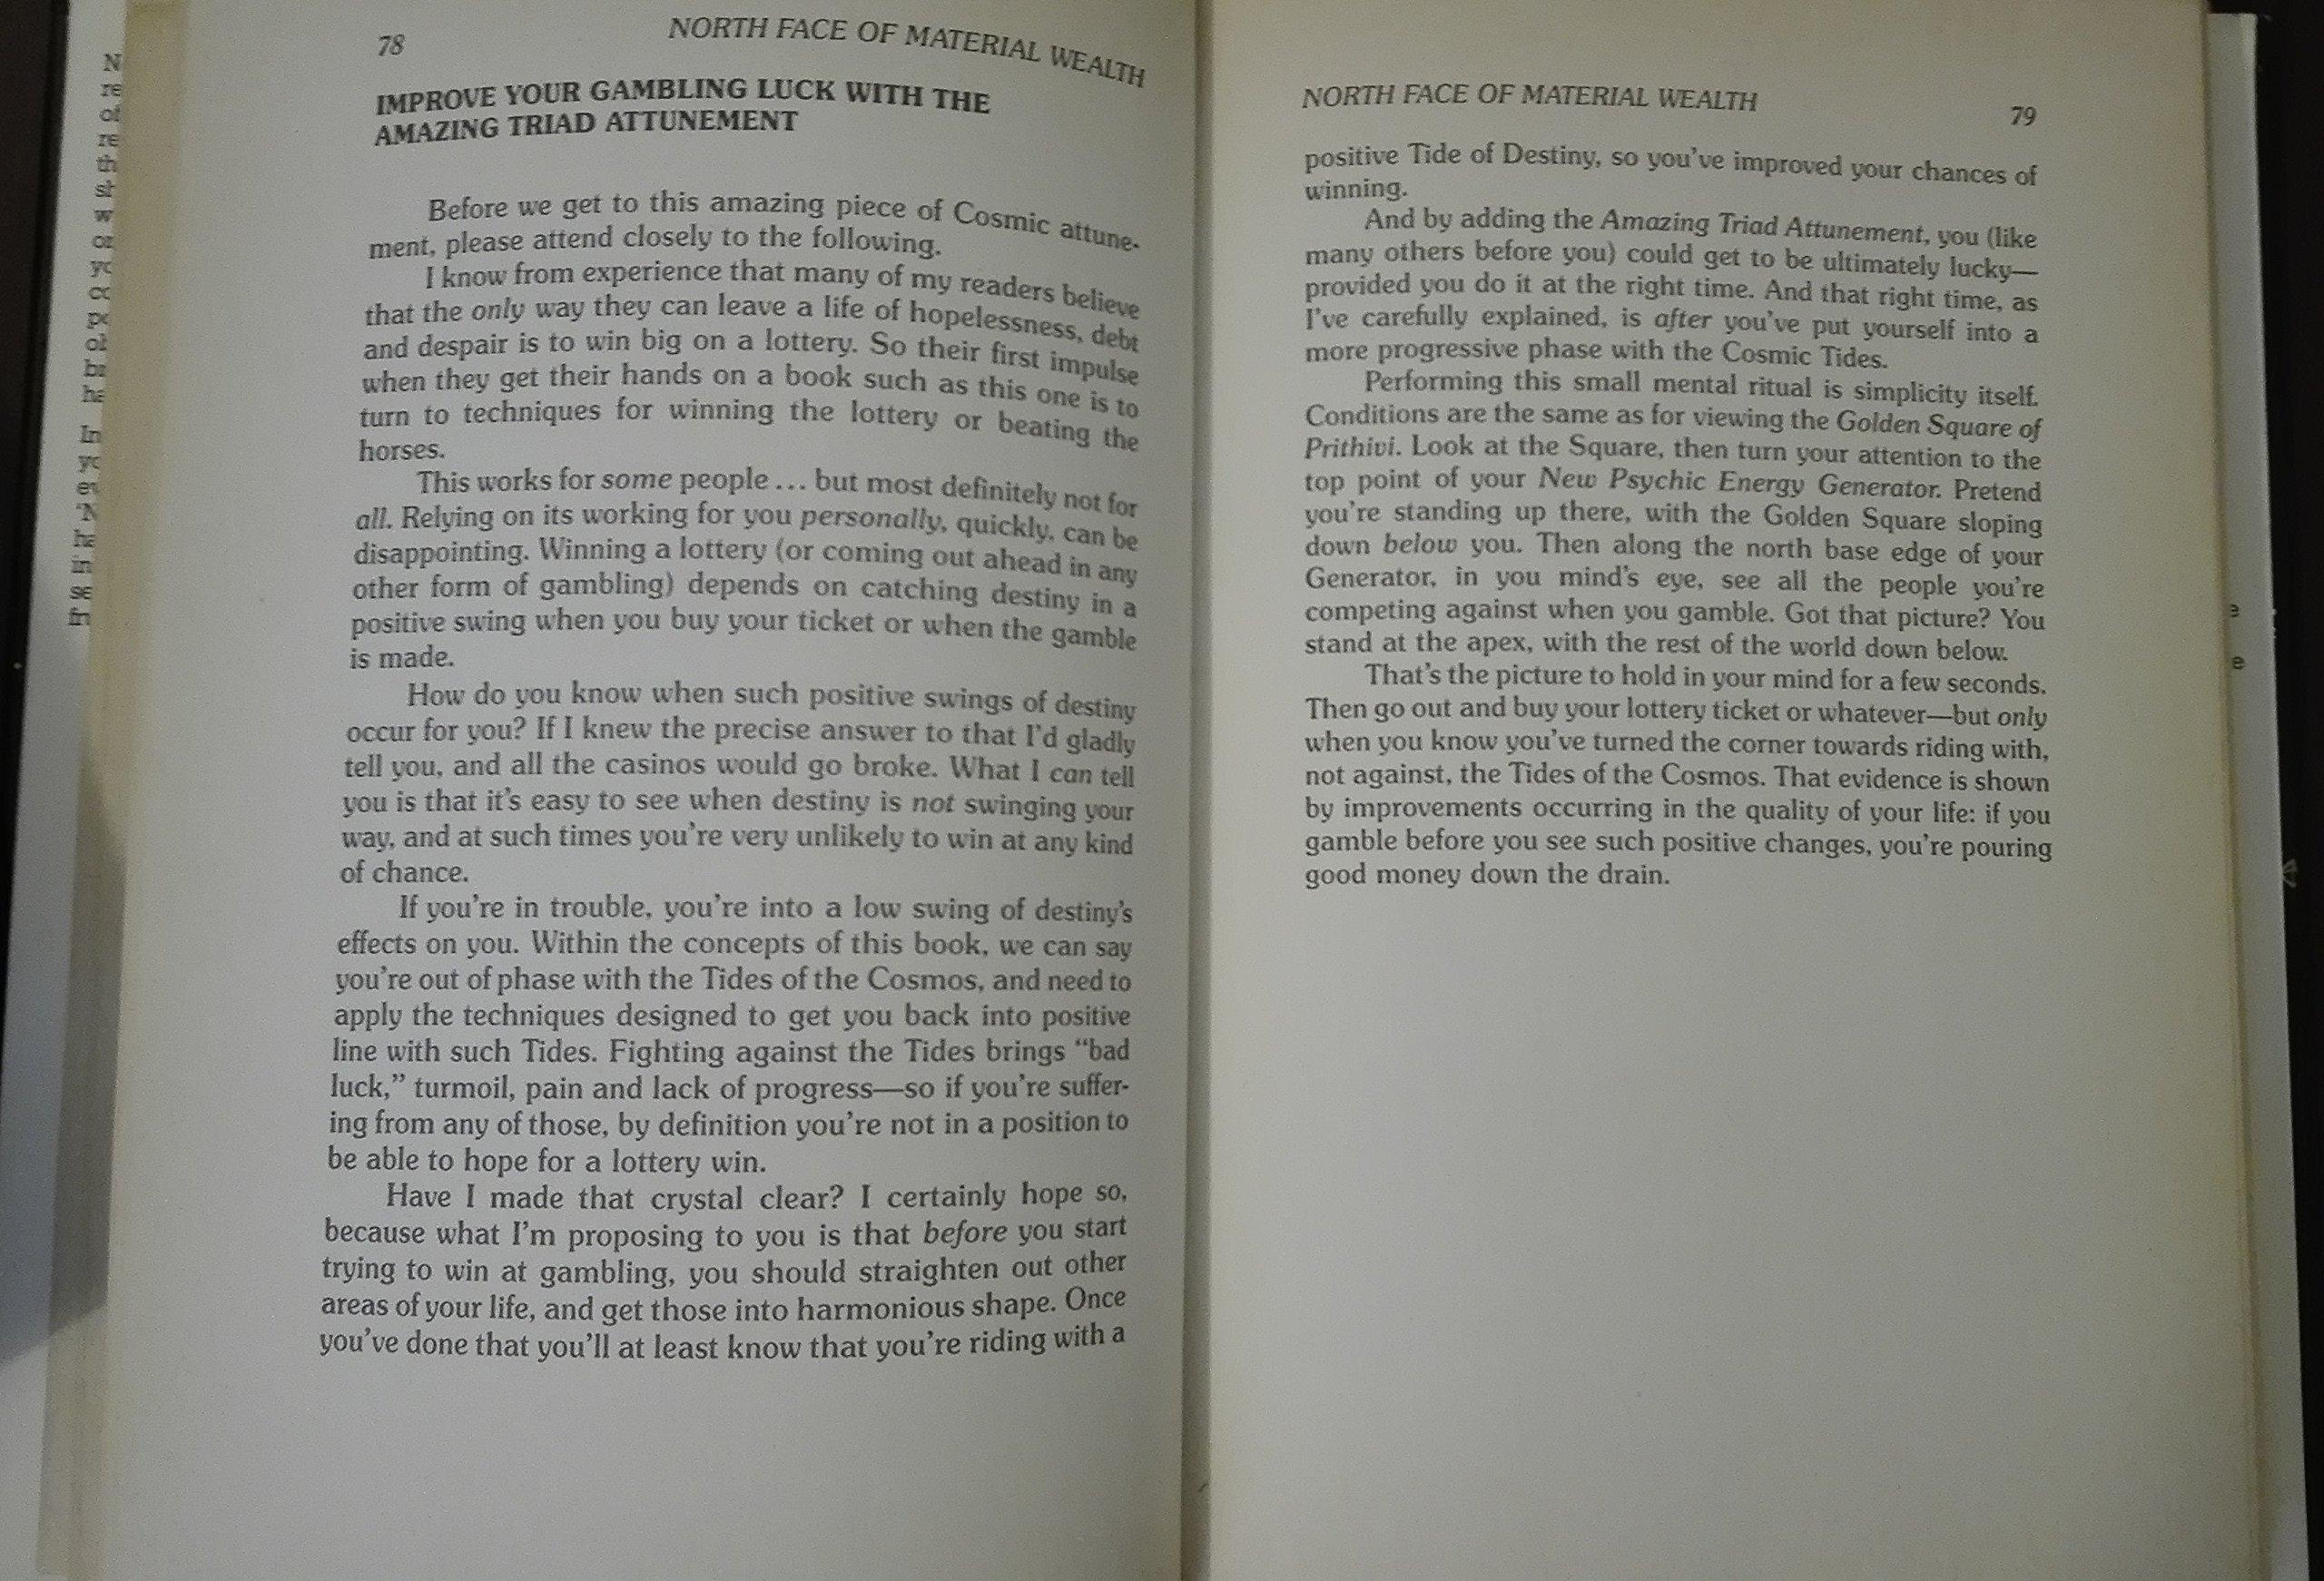 78
NORTH FACE OF MATERIAL WEALTH
IMPROVE YOUR GAMBLING LUCK WITH THE
AMAZING TRIAD ATTUNEMENT
Before we get to this amazing piece of Cosmic attune-
ment, please attend closely to the following.
I know from experience that many of my readers believe
that the only way they can leave a life of hopelessness, debt
and despair is to win big on a lottery. So their first impulse
when they get their hands on a book such as this one is to
turn to techniques for winning the lottery or beating the
horses.
This works for some people ... but most definitely not for
all. Relying on its working for you personally, quickly, can be
disappointing. Winning a lottery (or coming out ahead in any
other form of gambling) depends on catching destiny in a
positive swing when you buy your ticket or when the gamble
is made.
How do you know when such positive swings of destiny
occur for you? If I knew the precise answer to that I'd gladly
tell you, and all the casinos would go broke. What I can tell
you is that it's easy to see when destiny is not swinging your
way, and at such times you're very unlikely to win at any kind
of chance.
If you're in trouble, you're into a low swing of destiny's
effects on you. Within the concepts of this book, we can say
you're out of phase with the Tides of the Cosmos, and need to
apply the techniques designed to get you back into positive
line with such Tides. Fighting against the Tides brings “bad
luck,” turmoil, pain and lack of progress—so if you're suffer-
ing from any of those, by definition you're not in a position to
be able to hope for a lottery win.
Have I made that crystal clear? I certainly hope so,
because what I'm proposing to you is that before you start
trying to win at gambling, you should straighten out other
areas of your life, and get those into harmonious shape. Once
you've done that you'll at least know that you're riding with a
NORTH FACE OF MATERIAL WEALTH
79
positive Tide of Destiny, so you've improved your chances of
winning.
And by adding the Amazing Triad Attunement, you (like
many others before you) could get to be ultimately lucky—
provided you do it at the right time. And that right time, as
I've carefully explained, is after you've put yourself into a
more progressive phase with the Cosmic Tides.
Performing this small mental ritual is simplicity itself.
Conditions are the same as for viewing the Golden Square of
Prithivi. Look at the Square, then turn your attention to the
top point of your New Psychic Energy Generator. Pretend
you're standing up there, with the Golden Square sloping
down below you. Then along the north base edge of your
Generator, in you mind's eye, see all the people you're
competing against when you gamble. Got that picture? You
stand at the apex, with the rest of the world down below.
That's the picture to hold in your mind for a few seconds.
Then go out and buy your lottery ticket or whatever—but only
when you know you've turned the corner towards riding with,
not against, the Tides of the Cosmos. That evidence is shown
by improvements occurring in the quality of your life: if you
gamble before you see such positive changes, you're pouring
good money down the drain.